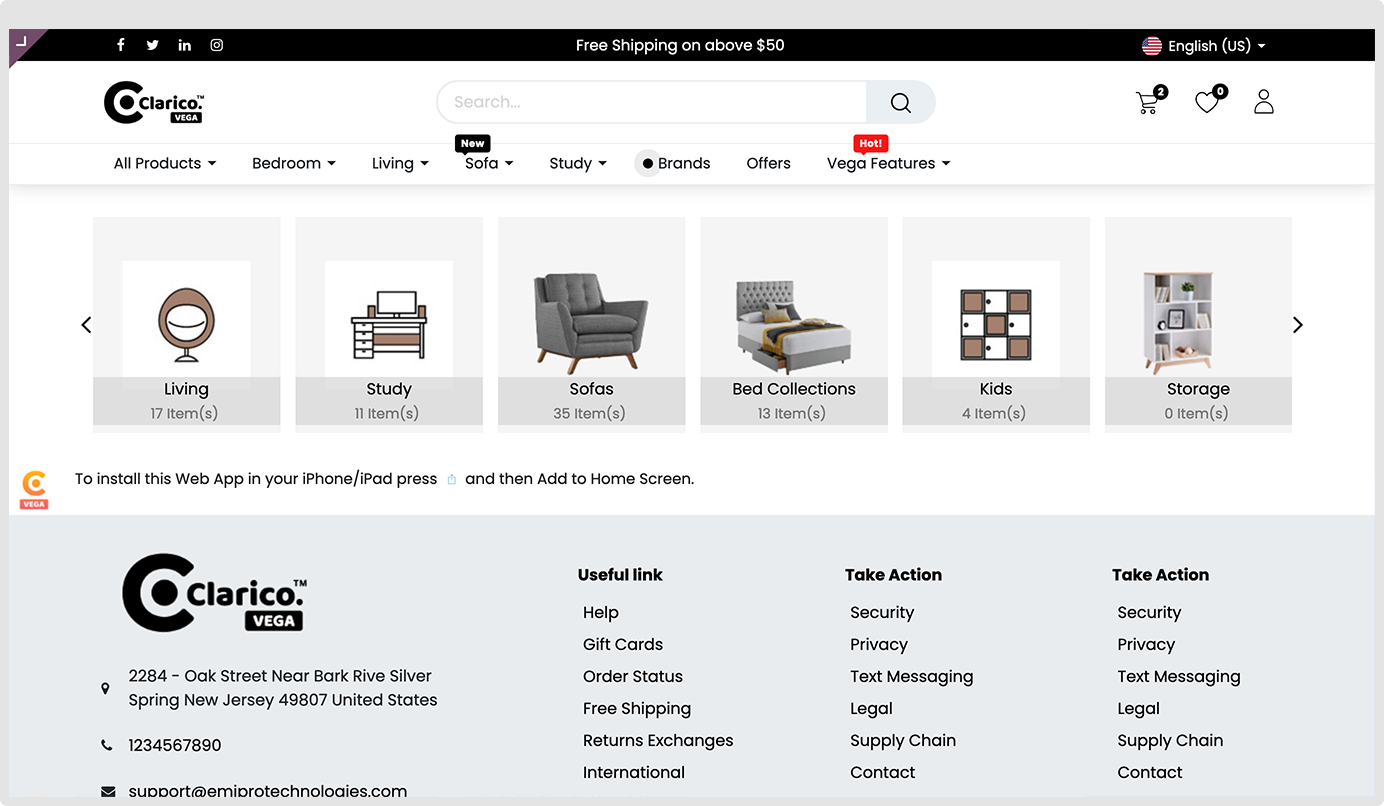 Free Shipping on above $50
English (US)
Clarico.™
VEGA
Search...
2
0
New
Hot!
All Products Bedroom Living Sofa Study Brands Offers Vega Features
Living
17 Item(s)
Study
11 Item(s)
Sofas
35 Item(s)
Bed Collections
13 Item(s)
Kids
4 Item(s)
Storage
0 Item(s)
VEGA
To install this Web App in your iPhone/iPad press and then Add to Home Screen.
Clarico.™
VEGA
2284 - Oak Street Near Bark Rive Silver
Spring New Jersey 49807 United States
1234567890
support@emiprotechnologies.com
Useful link
Help
Gift Cards
Order Status
Free Shipping
Returns Exchanges
International
Take Action
Security
Privacy
Text Messaging
Legal
Supply Chain
Contact
Take Action
Security
Privacy
Text Messaging
Legal
Supply Chain
Contact